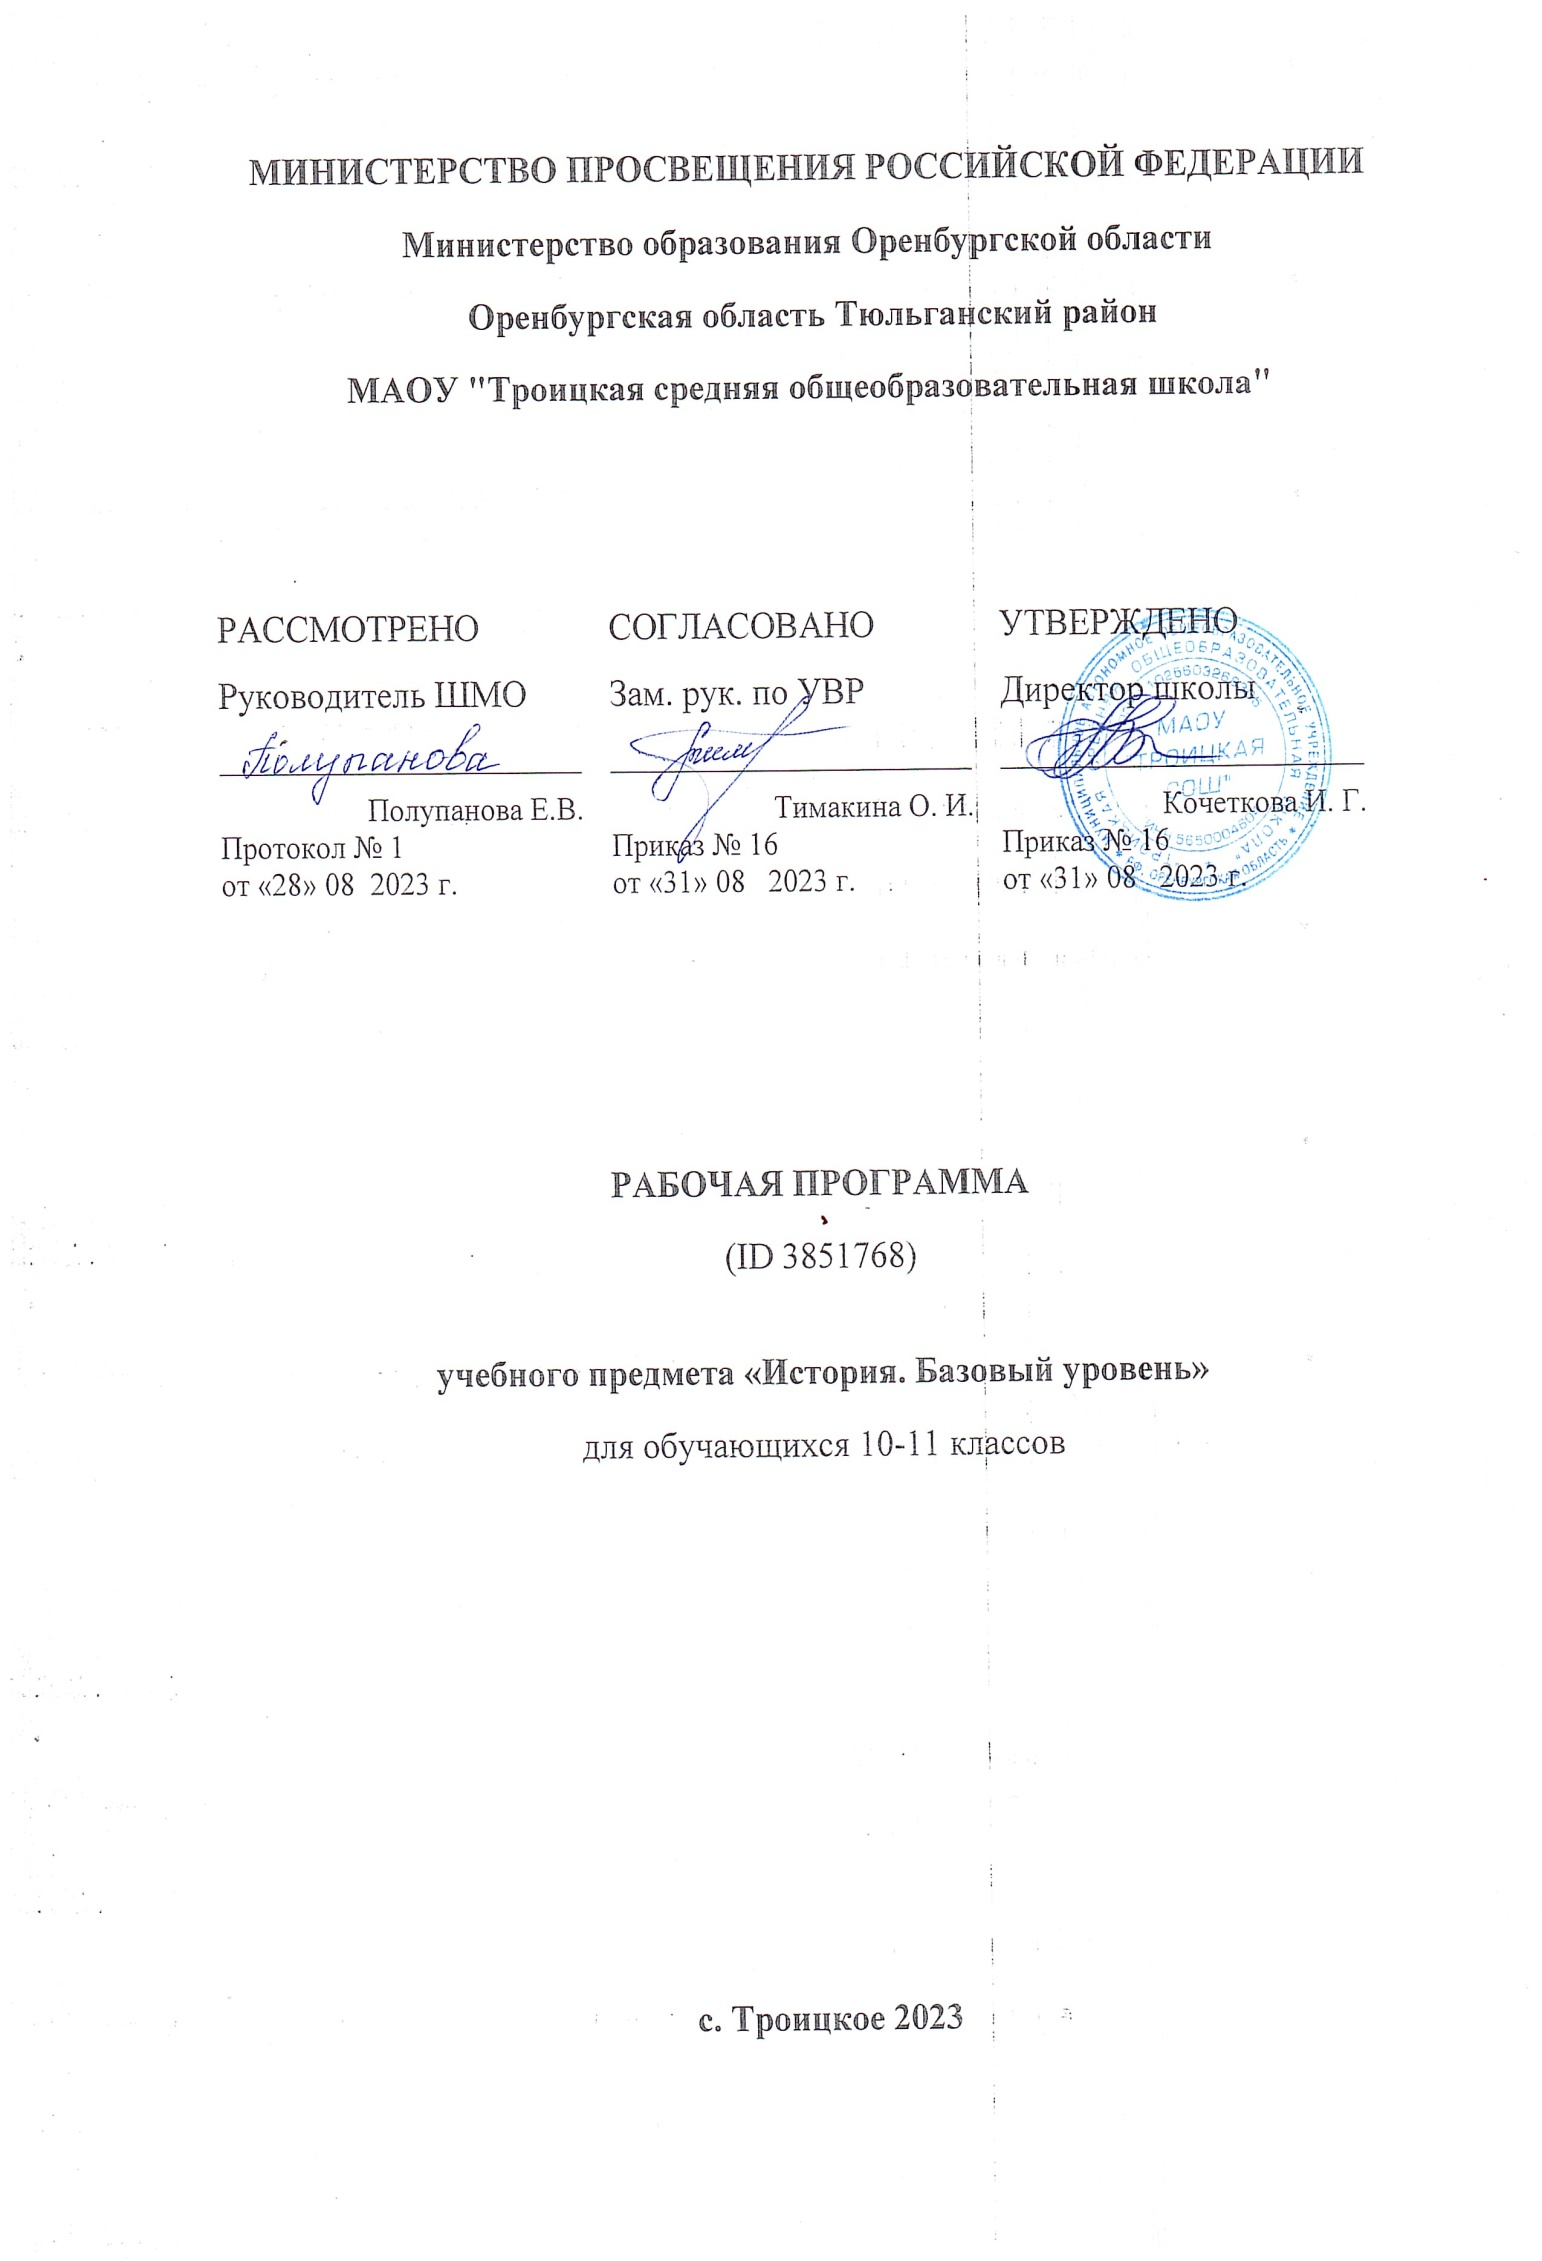 МИНИСТЕРСТВО ПРОСВЕЩЕНИЯ РОССИЙСКОЙ ФЕДЕРАЦИИ
Министерство образования Оренбургской области
Оренбургская область Тюльганский район
МАОУ "Троицкая средняя общеобразовательная школа"
РАССМОТРЕНО
Руководитель ШМО
Полупанова
Полупанова Е.В.
Протокол № 1
от «28» 08 2023 г.
СОГЛАСОВАНО
Зам. рук. по УВР
Тимакина О. И.
Приказ № 16
от «31» 08 2023 г.
УТВЕРЖДЕНО
Директор школы
МАОУ
ТРОИЦКАЯ
СОШ"
Кочеткова И. Г.
Приказ № 16
от «31» 08 2023 г.
РАБОЧАЯ ПРОГРАММА
(ID 3851768)
учебного предмета «История. Базовый уровень»
для обучающихся 10-11 классов
с. Троицкое 2023